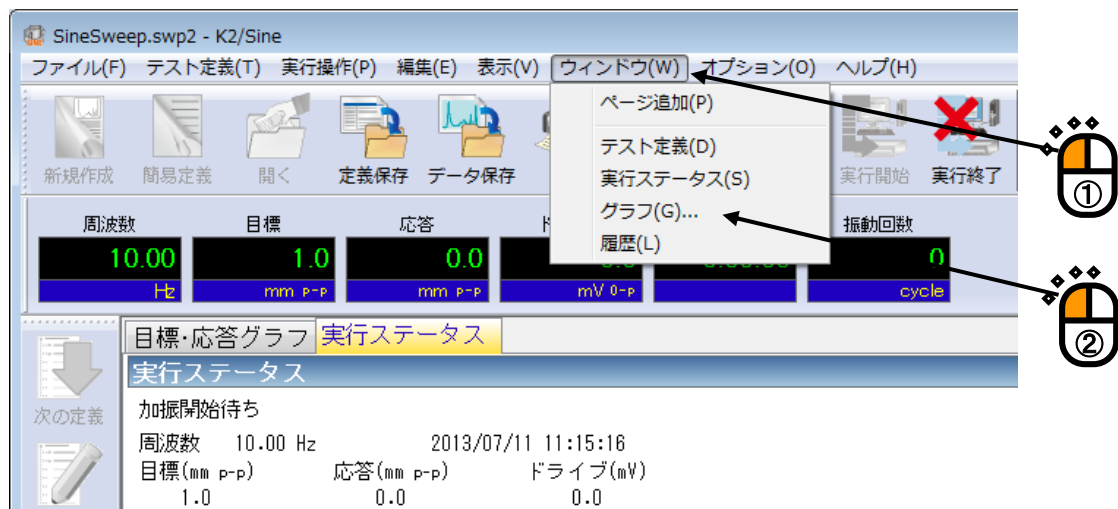 SineSweep.swp2 - K2/Sine
ファイル(F) テスト定義(T) 実行操作(P) 編集(E) 表示(V) ウィンドウ(W) オプション(O) ヘルプ(H)
ページ追加(P)
テスト定義(D)
実行ステータス(S)
グラフ(G)...
履歴(L)
新規作成 簡易定義 開く 定義保存 データ保存 実行開始 実行終了
①
周波数 目標 応答 振動回数
10.00 1.0 0.0 0
Hz mm p-p mm p-p mV 0-p cycle
②
目標・応答グラフ 実行ステータス
実行ステータス
次の定義
加振開始待ち
周波数 10.00 Hz 2013/07/11 11:15:16
目標(mm p-p) 応答(mm p-p) ドライブ(mV)
1.0 0.0 0.0